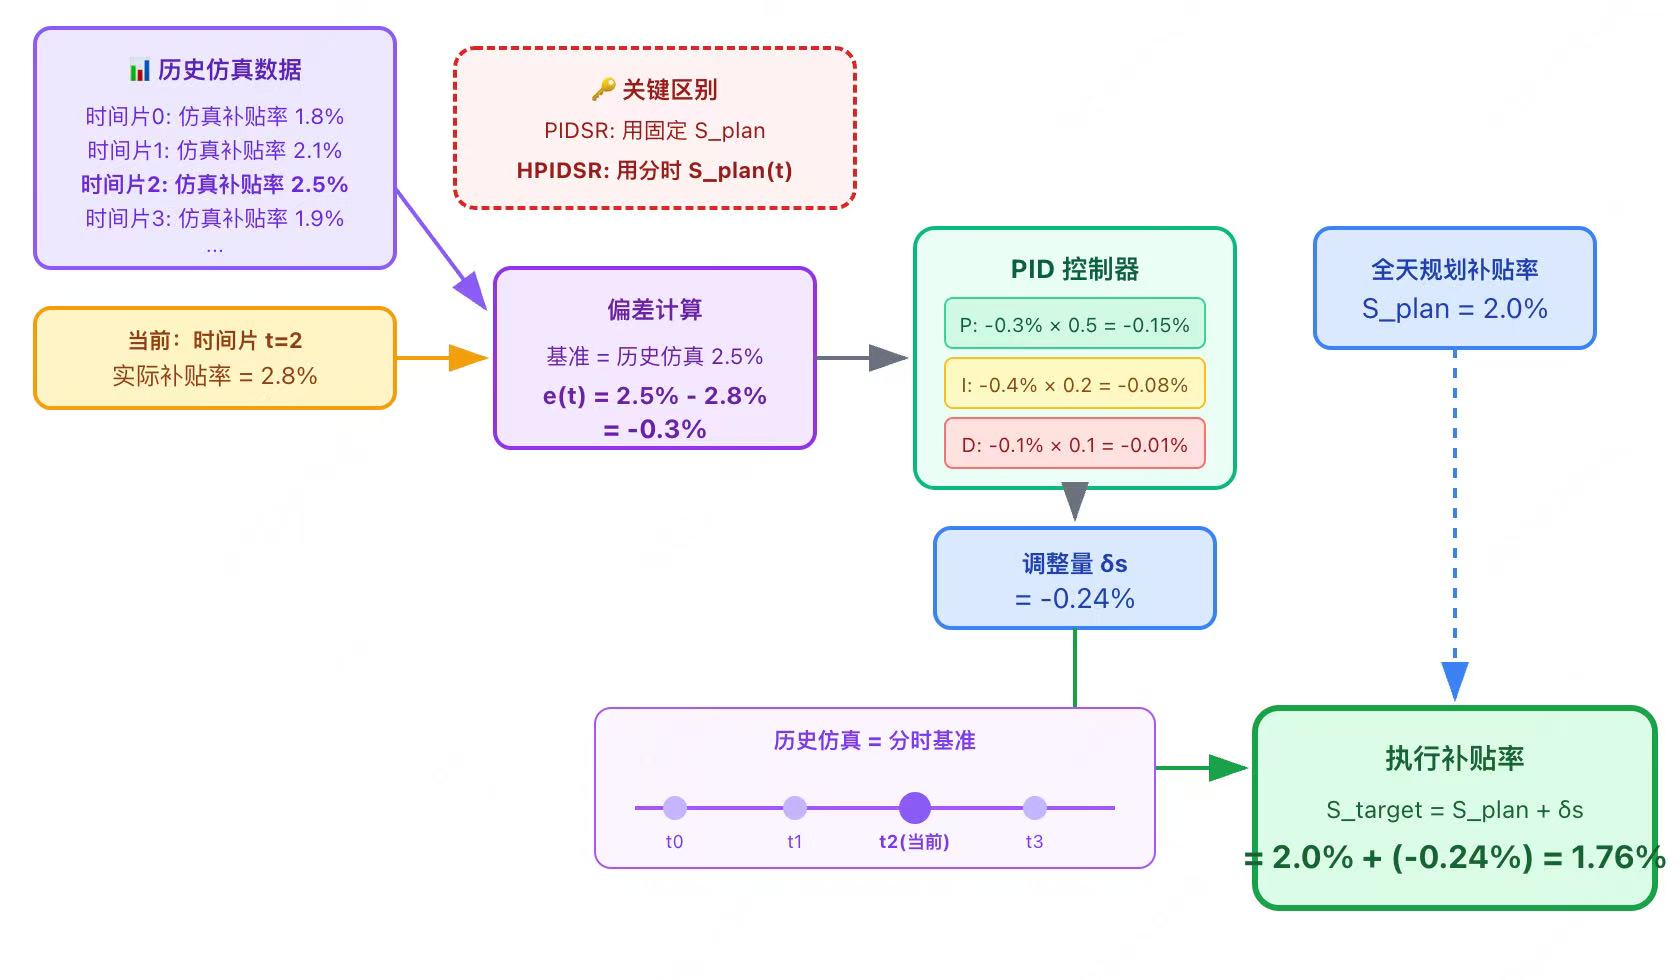 📊 历史仿真数据
时间片0: 仿真补贴率 1.8%
时间片1: 仿真补贴率 2.1%
时间片2: 仿真补贴率 2.5%
时间片3: 仿真补贴率 1.9%
...
🔑 关键区别
PIDSR: 用固定 S_plan
HPIDSR: 用分时 S_plan(t)
当前：时间片 t=2
实际补贴率 = 2.8%
偏差计算
基准 = 历史仿真 2.5%
e(t) = 2.5% - 2.8%
= -0.3%
PID 控制器
P: -0.3% × 0.5 = -0.15%
I: -0.4% × 0.2 = -0.08%
D: -0.1% × 0.1 = -0.01%
全天规划补贴率
S_plan = 2.0%
调整量 δs
= -0.24%
历史仿真 = 分时基准
t0
t1
t2(当前)
t3
执行补贴率
S_target = S_plan + δs
= 2.0% + (-0.24%) = 1.76%